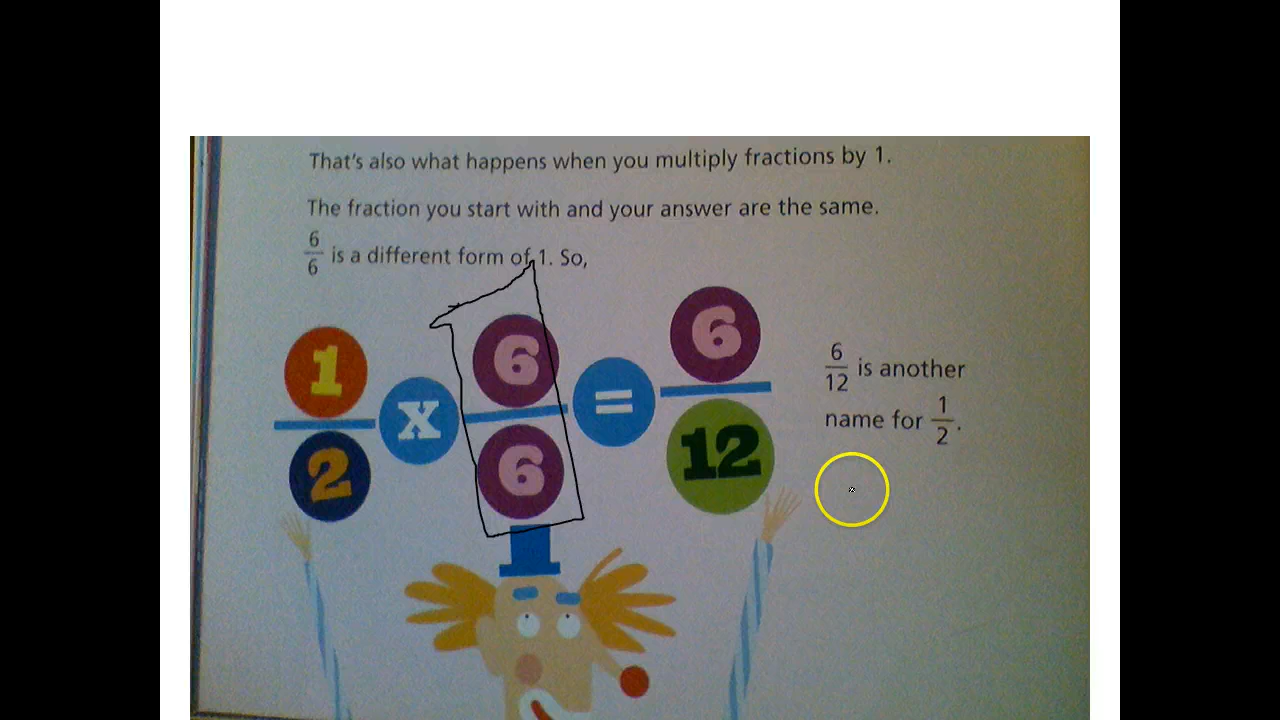 That's also what happens when you multiply fractions by 1.
The fraction you start with and your answer are the same.
6/6 is a different form of 1. So,
1/2 x 6/6 = 6/12
6/12 is another
name for 1/2.